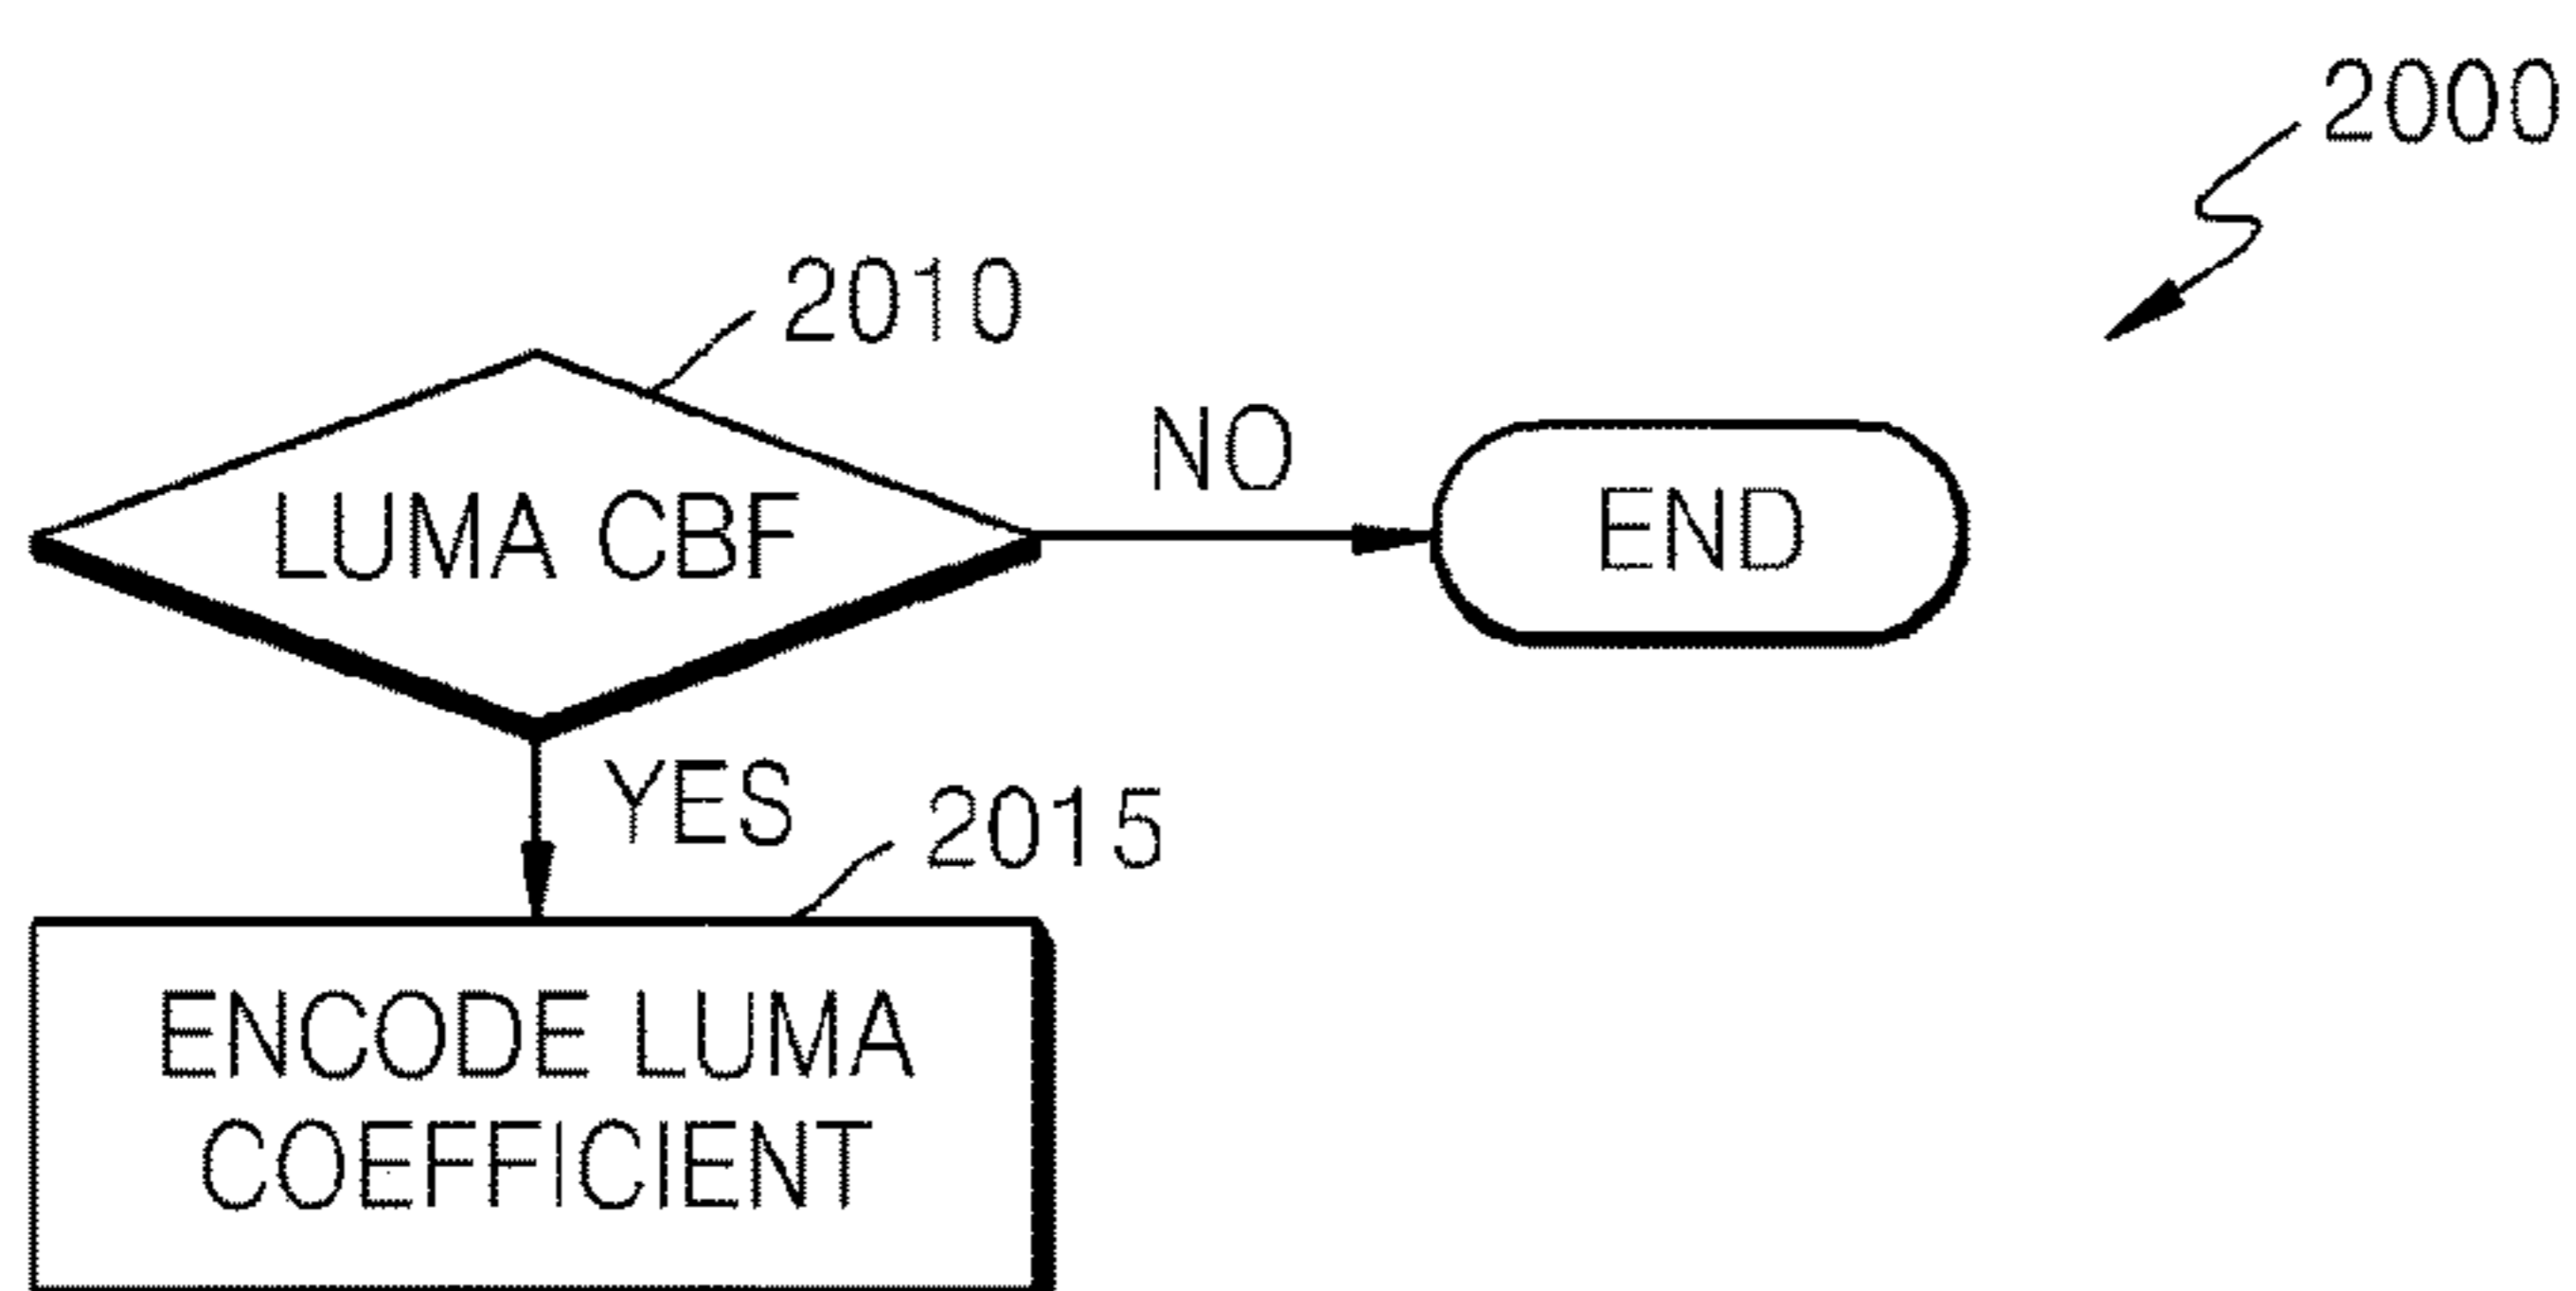 2000
2010
LUMA CBF
NO
END
YES
2015
ENCODE LUMA
COEFFICIENT